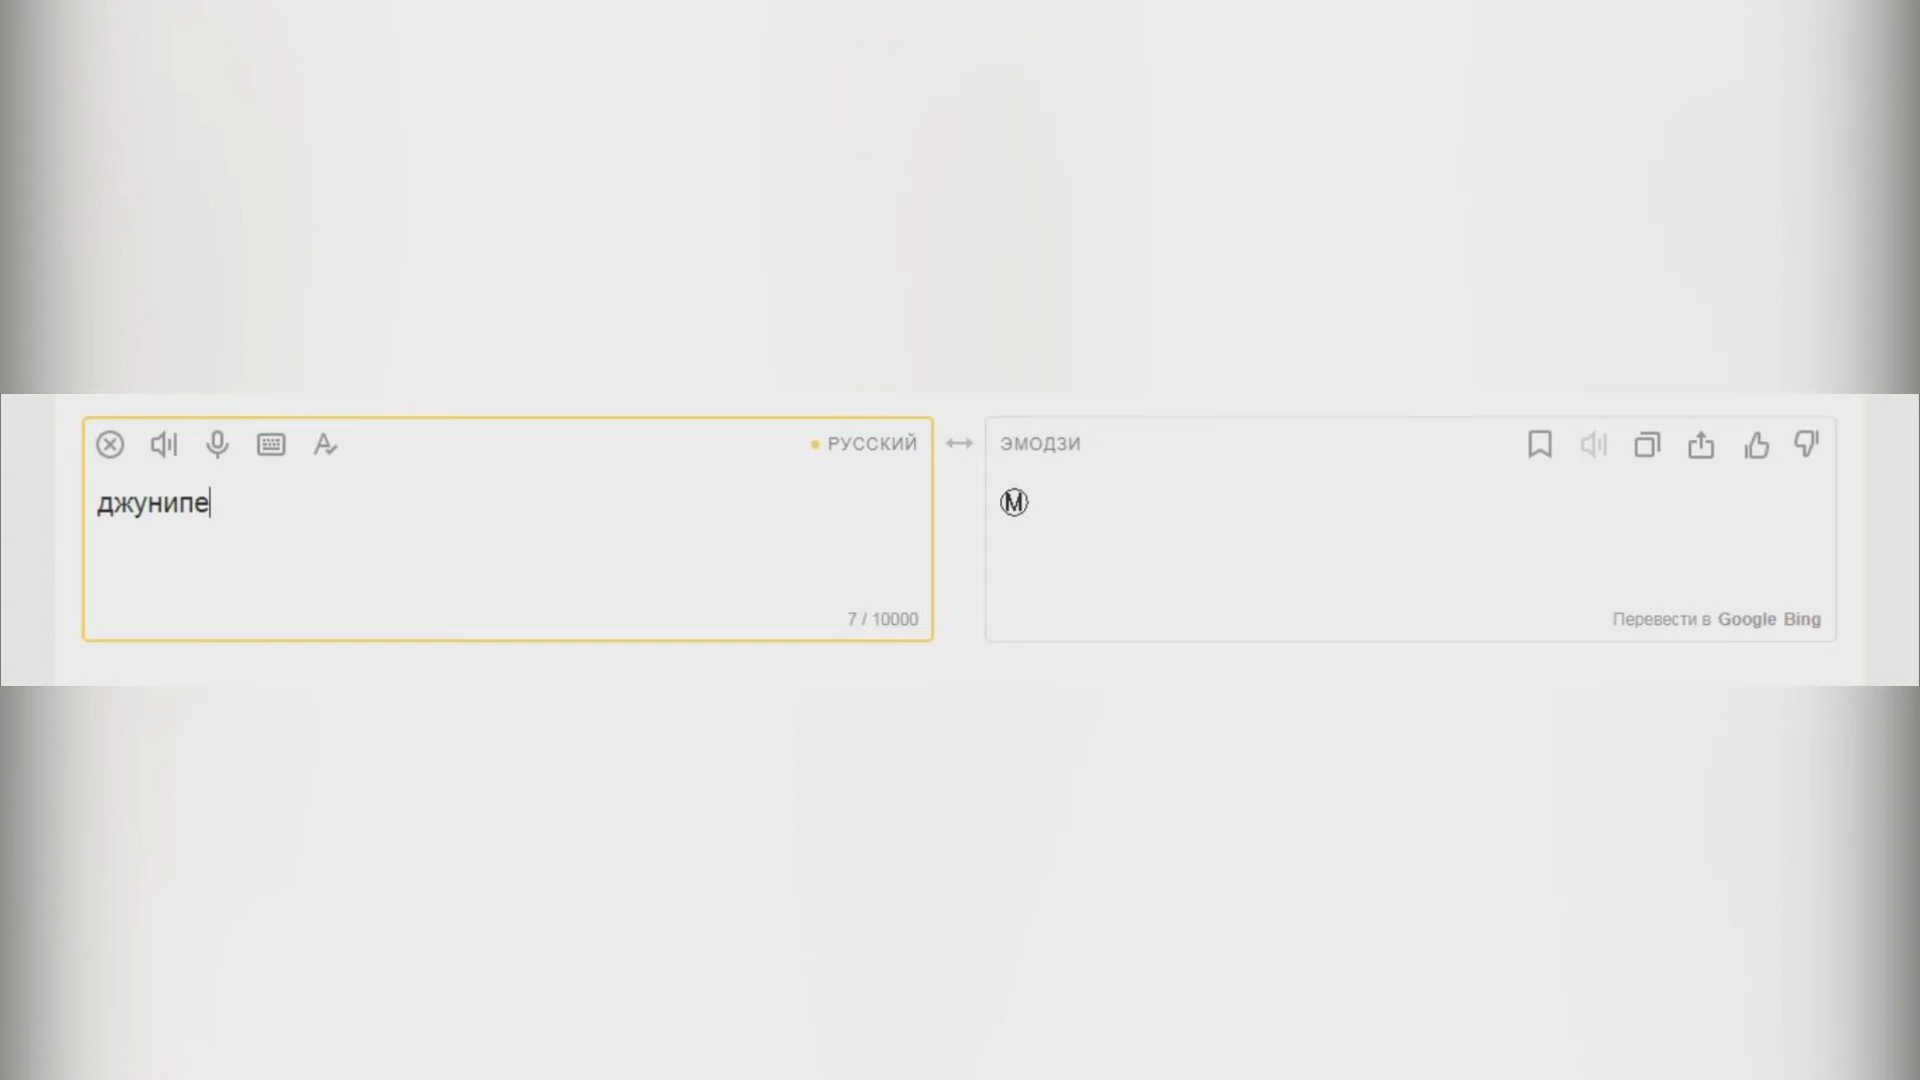 РУССКИЙ
джунипе
7 / 10000
ЭМОДЗИ
Ⓜ
Перевести в Google Bing